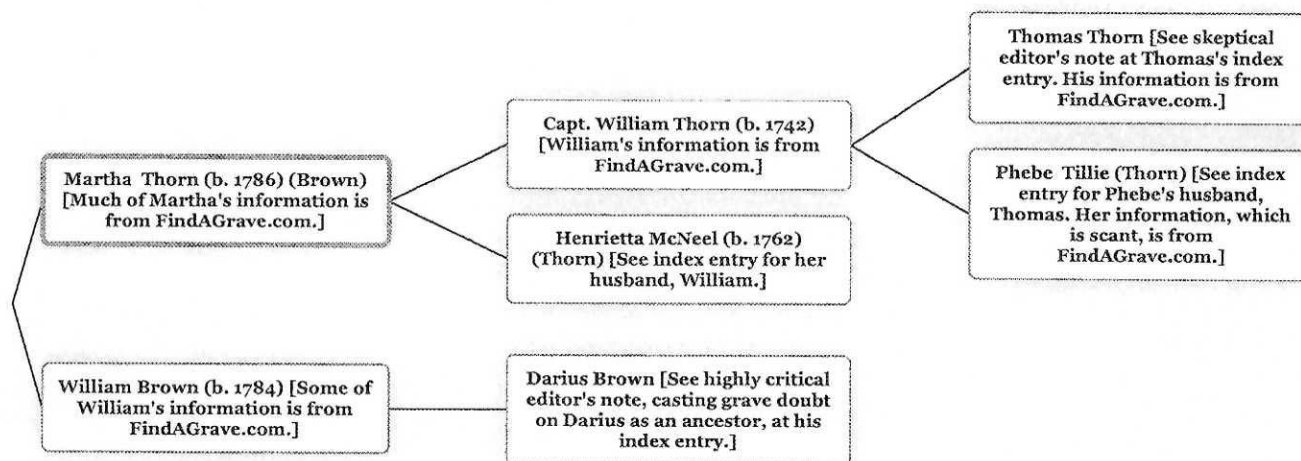 Martha Thorn (b. 1786) (Brown)
[Much of Martha's information is
from FindAGrave.com.]
William Brown (b. 1784) [Some of
William's information is from
FindAGrave.com.]
Capt. William Thorn (b. 1742)
[William's information is from
FindAGrave.com.]
Henrietta McNeel (b. 1762)
(Thorn) [See index entry for her
husband, William.]
Darius Brown [See highly critical
editor's note, casting grave doubt
on Darius as an ancestor, at his
index entry.]
Thomas Thorn [See skeptical
editor's note at Thomas's index
entry. His information is from
FindAGrave.com.]
Phebe Tillie (Thorn) [See index
entry for Phebe's husband,
Thomas. Her information, which
is scant, is from
FindAGrave.com.]